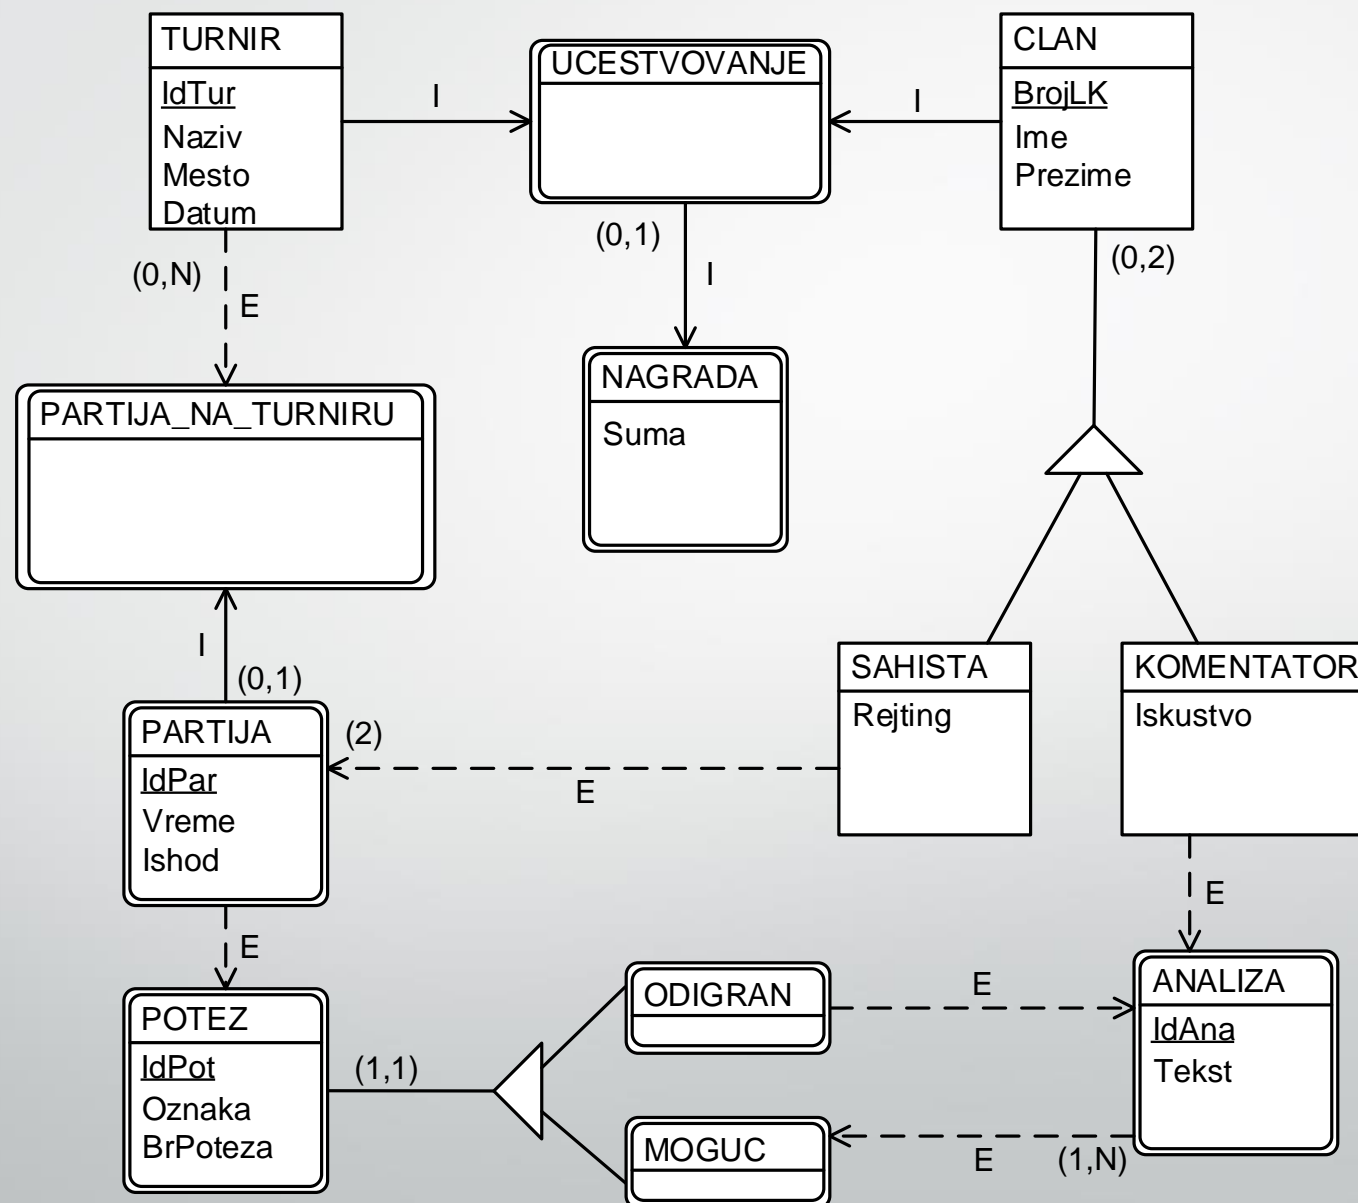 TURNIR
IdTur
Naziv
Mesto
Datum
I
UCESTVOVANJE
I
CLAN
BrojLK
Ime
Prezime
(0,N)
E
(0,1)
I
(0,2)
PARTIJA_NA_TURNIRU
NAGRADA
Suma
I
(0,1)
PARTIJA
IdPar
Vreme
Ishod
(2)
E
SAHISTA
Rejting
KOMENTATOR
Iskustvo
E
E
POTEZ
IdPot
Oznaka
BrPoteza
(1,1)
ODIGRAN
E
ANALIZA
IdAna
Tekst
MOGUC
E
(1,N)